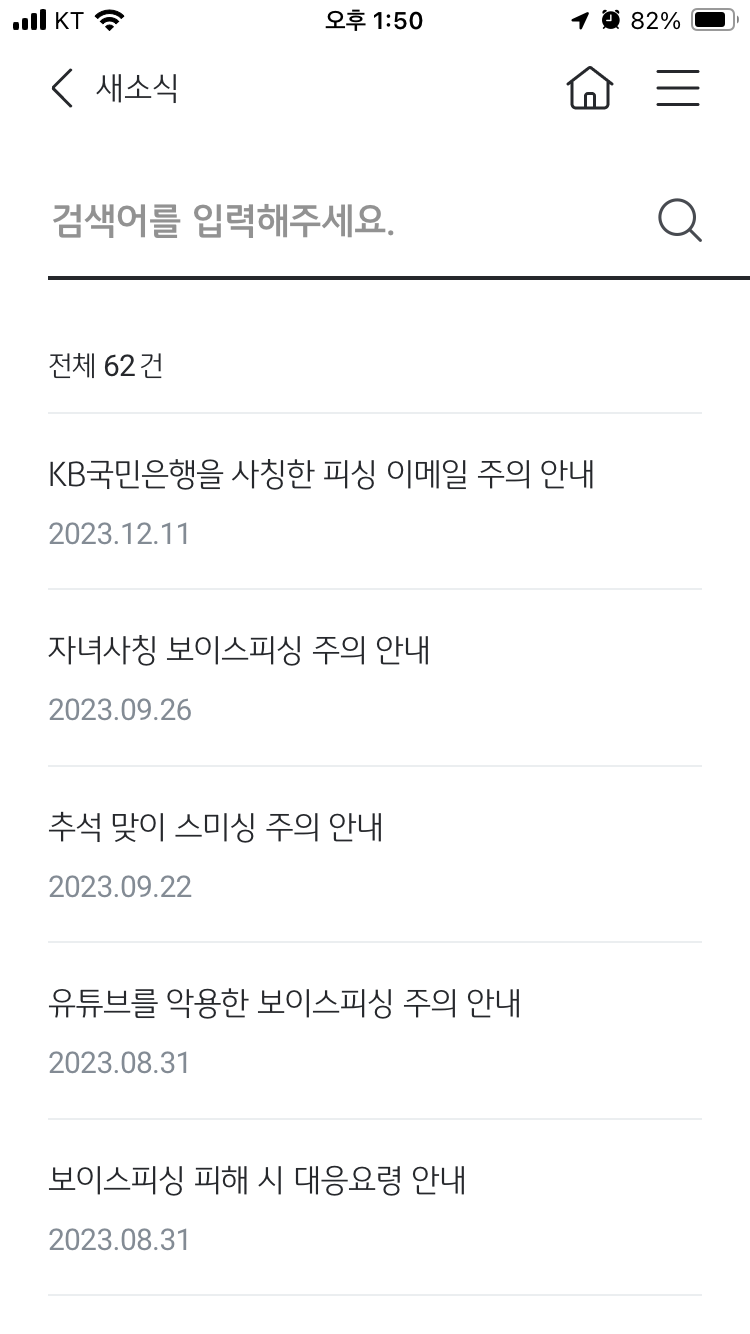 KT 오후 1:50 82%
새소식
검색어를 입력해주세요.
전체 62 건
KB국민은행을 사칭한 피싱 이메일 주의 안내
2023.12.11
자녀사칭 보이스피싱 주의 안내
2023.09.26
추석 맞이 스미싱 주의 안내
2023.09.22
유튜브를 악용한 보이스피싱 주의 안내
2023.08.31
보이스피싱 피해 시 대응요령 안내
2023.08.31